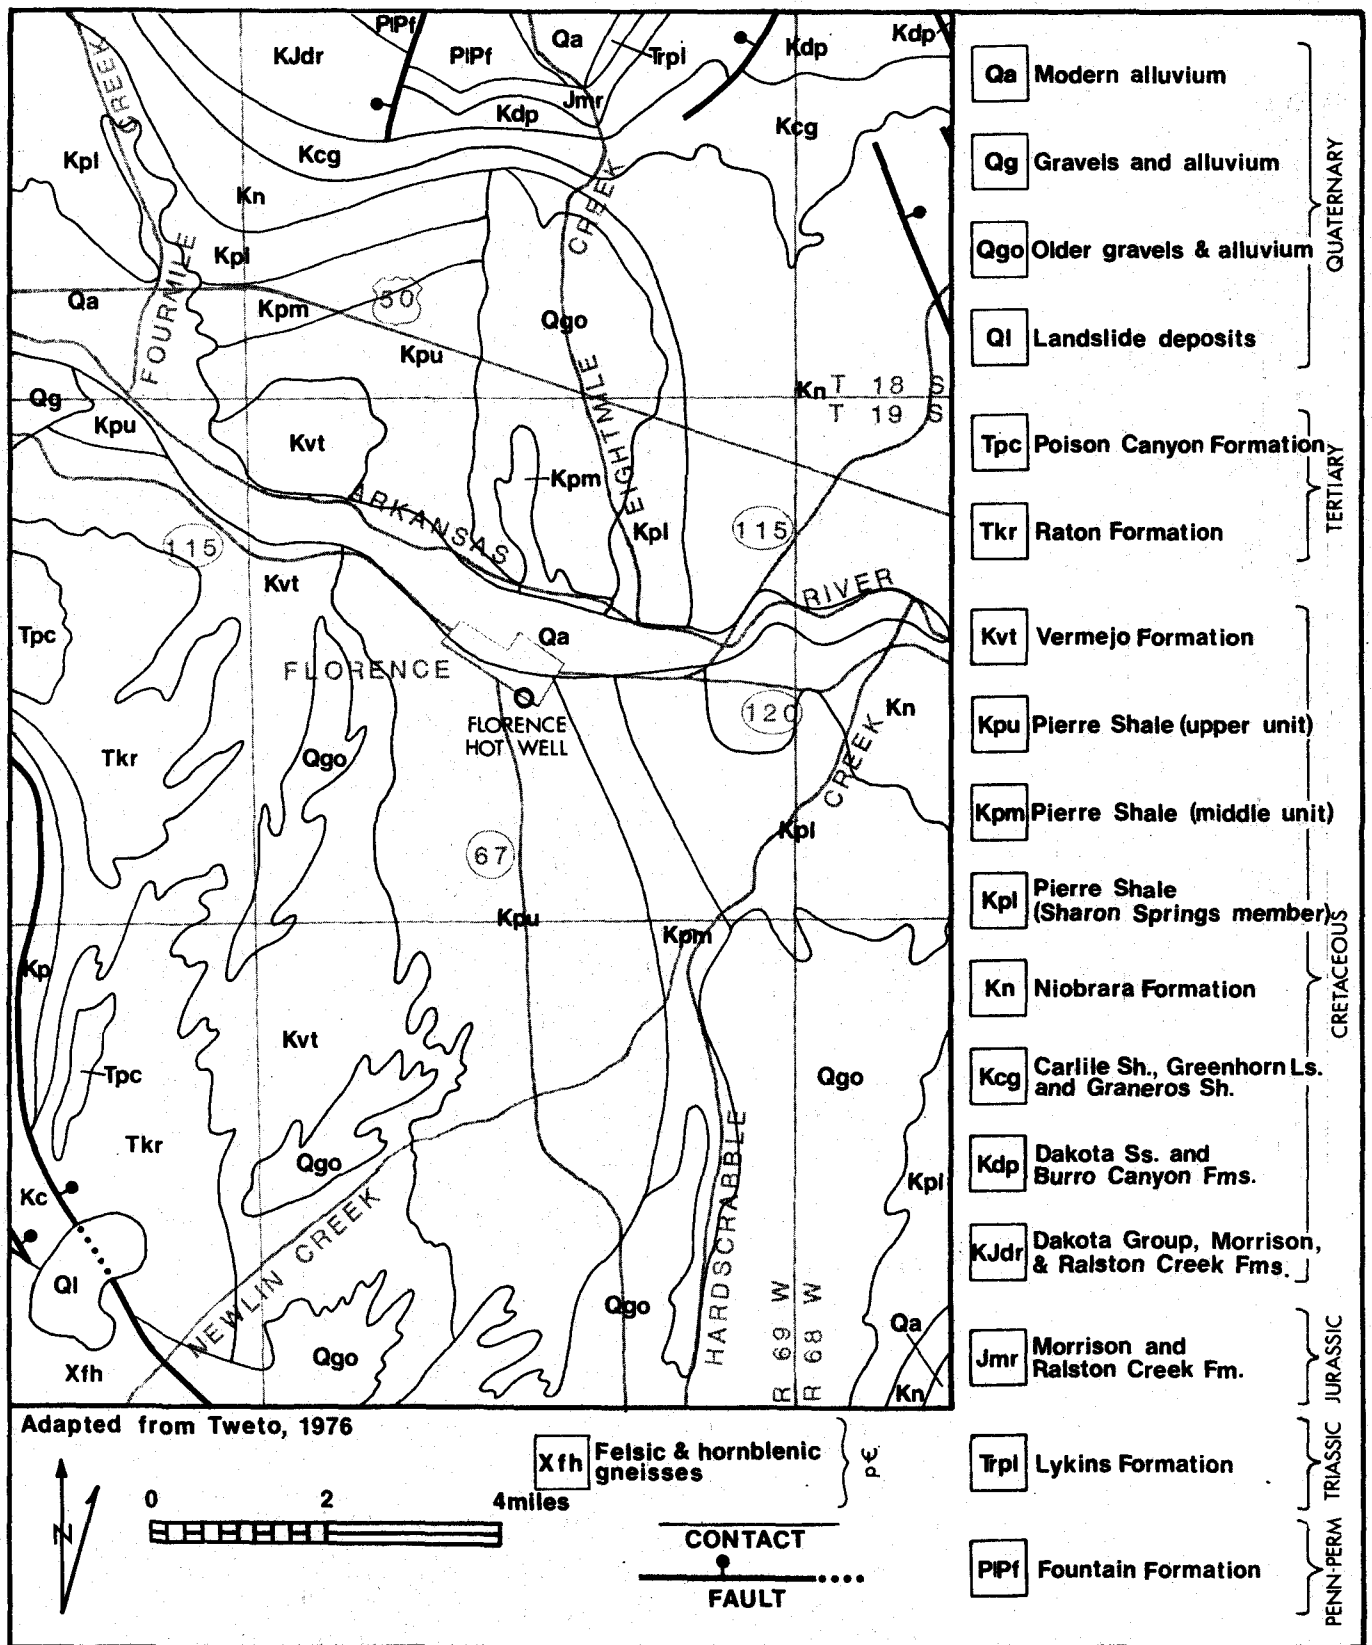 PIPf
KJdr
PIPf
Qa
Trpl
Kdp
Kdp
Jmr
Kdp
Kcg
Kcg
CREEK
Kpl
Kn
Kpl
CREEK
FOURMILE
Qa
Kpm
50
Kpu
Qgo
EIGHTMILE
Kn
T 18 S
T 19 S
Qg
Kpu
Kvt
Kpm
Kpl
ARKANSAS
RIVER
115
115
Kvt
Tpc
Qa
FLORENCE
FLORENCE
HOT WELL
120
Kn
CREEK
Tkr
Qgo
Kpl
67
Kpu
Kpm
Kp
Kvt
Tpc
Qgo
Tkr
Qgo
Kpl
Kc
Ql
NEWLIN CREEK
HARDSCRABBLE
Qgo
Qgo
R 69 W
R 68 W
Qa
Kn
Xfh
Qa Modern alluvium
Qg Gravels and alluvium
Qgo Older gravels & alluvium
Ql Landslide deposits
QUATERNARY
Tpc Poison Canyon Formation
Tkr Raton Formation
TERTIARY
Kvt Vermejo Formation
Kpu Pierre Shale (upper unit)
Kpm Pierre Shale (middle unit)
Kpl Pierre Shale
(Sharon Springs member)
Kn Niobrara Formation
Kcg Carlile Sh., Greenhorn Ls.
and Graneros Sh.
Kdp Dakota Ss. and
Burro Canyon Fms.
KJdr Dakota Group, Morrison,
& Ralston Creek Fms.
CRETACEOUS
Jmr Morrison and
Ralston Creek Fm.
JURASSIC
Trpl Lykins Formation
TRIASSIC
PIPf Fountain Formation
PENN-PERM
Adapted from Tweto, 1976
Xfh Felsic & hornblenic
gneisses
p€.
N
0 2 4miles
CONTACT
FAULT